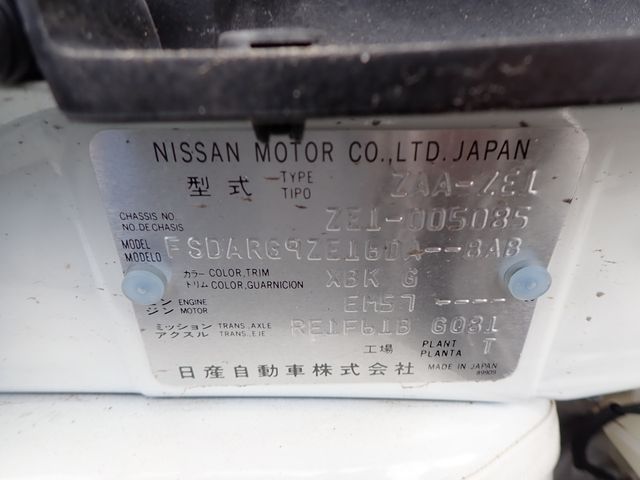 NISSAN MOTOR CO.,LTD. JAPAN
型式 TYPE TIPO ZAA-ZE1
CHASSIS NO. NO. DE CHASIS ZE1-005085
MODEL MODELO FSDARG9ZE1GDA--8AB
カラー COLOR, TRIM XBK G
トリム COLOR, GUARNICION
ン ENGINE EM57 ----
ジン MOTOR
ミッション TRANS., AXLE RE1F61B G081
アクスル TRANS., EJE
工場 PLANT PLANTA T
日産自動車株式会社 MADE IN JAPAN
89909